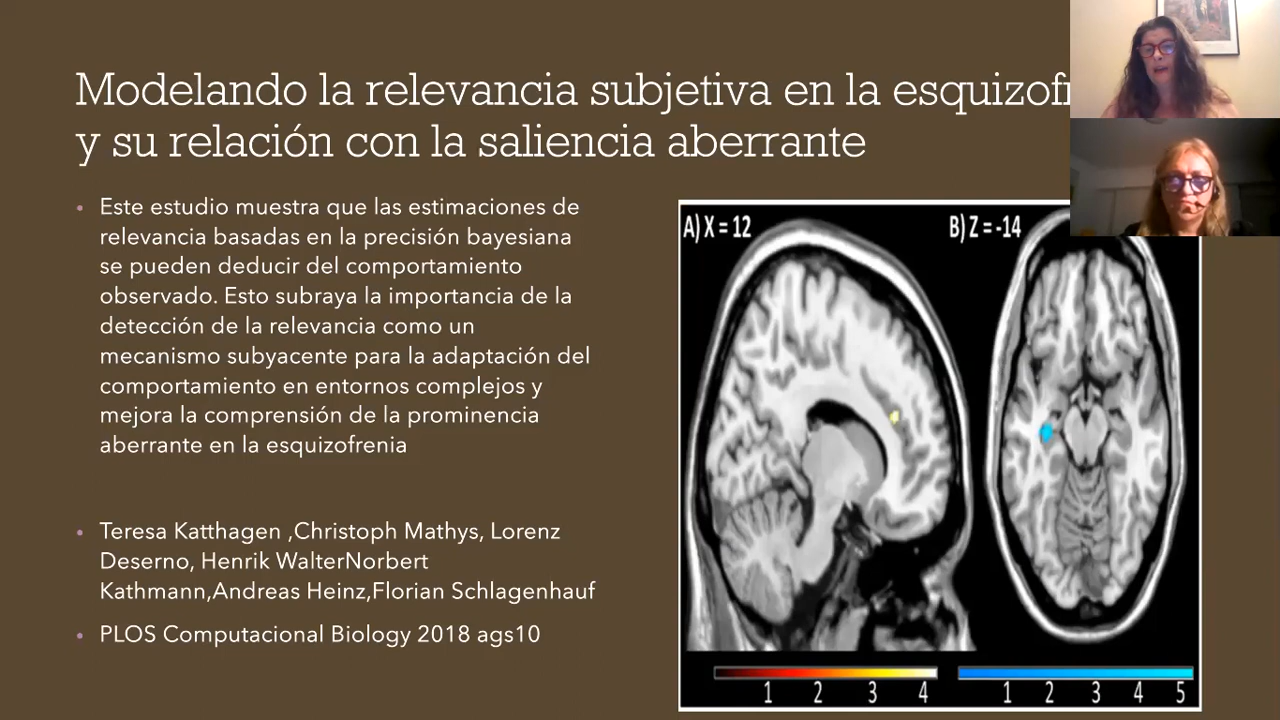 Modelando la relevancia subjetiva en la
y su relación con la saliencia aberrante
• Este estudio muestra que las estimaciones de
relevancia basadas en la precisión bayesiana
se pueden deducir del comportamiento
observado. Esto subraya la importancia de la
detección de la relevancia como un
mecanismo subyacente para la adaptación del
comportamiento en entornos complejos y
mejora la comprensión de la prominencia
aberrante en la esquizofrenia
• Teresa Katthagen ,Christoph Mathys, Lorenz
Deserno, Henrik WalterNorbert
Kathmann,Andreas Heinz,Florian Schlagenhauf
• PLOS Computacional Biology 2018 ags10
A) X = 12
B) Z = -14
1 2 3 4
1 2 3 4 5